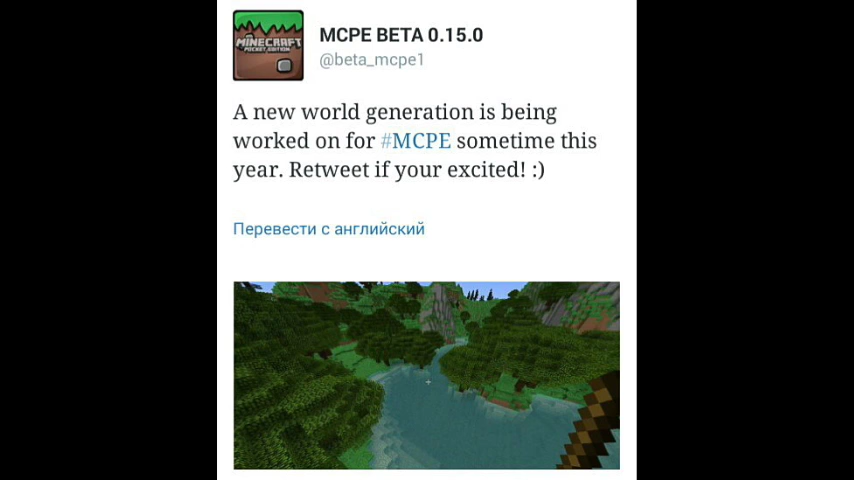 MINECRAFT
POCKET EDITION
MCPE BETA 0.15.0
@beta_mcpe1
A new world generation is being
worked on for #MCPE sometime this
year. Retweet if your excited! :)
Перевести с английский